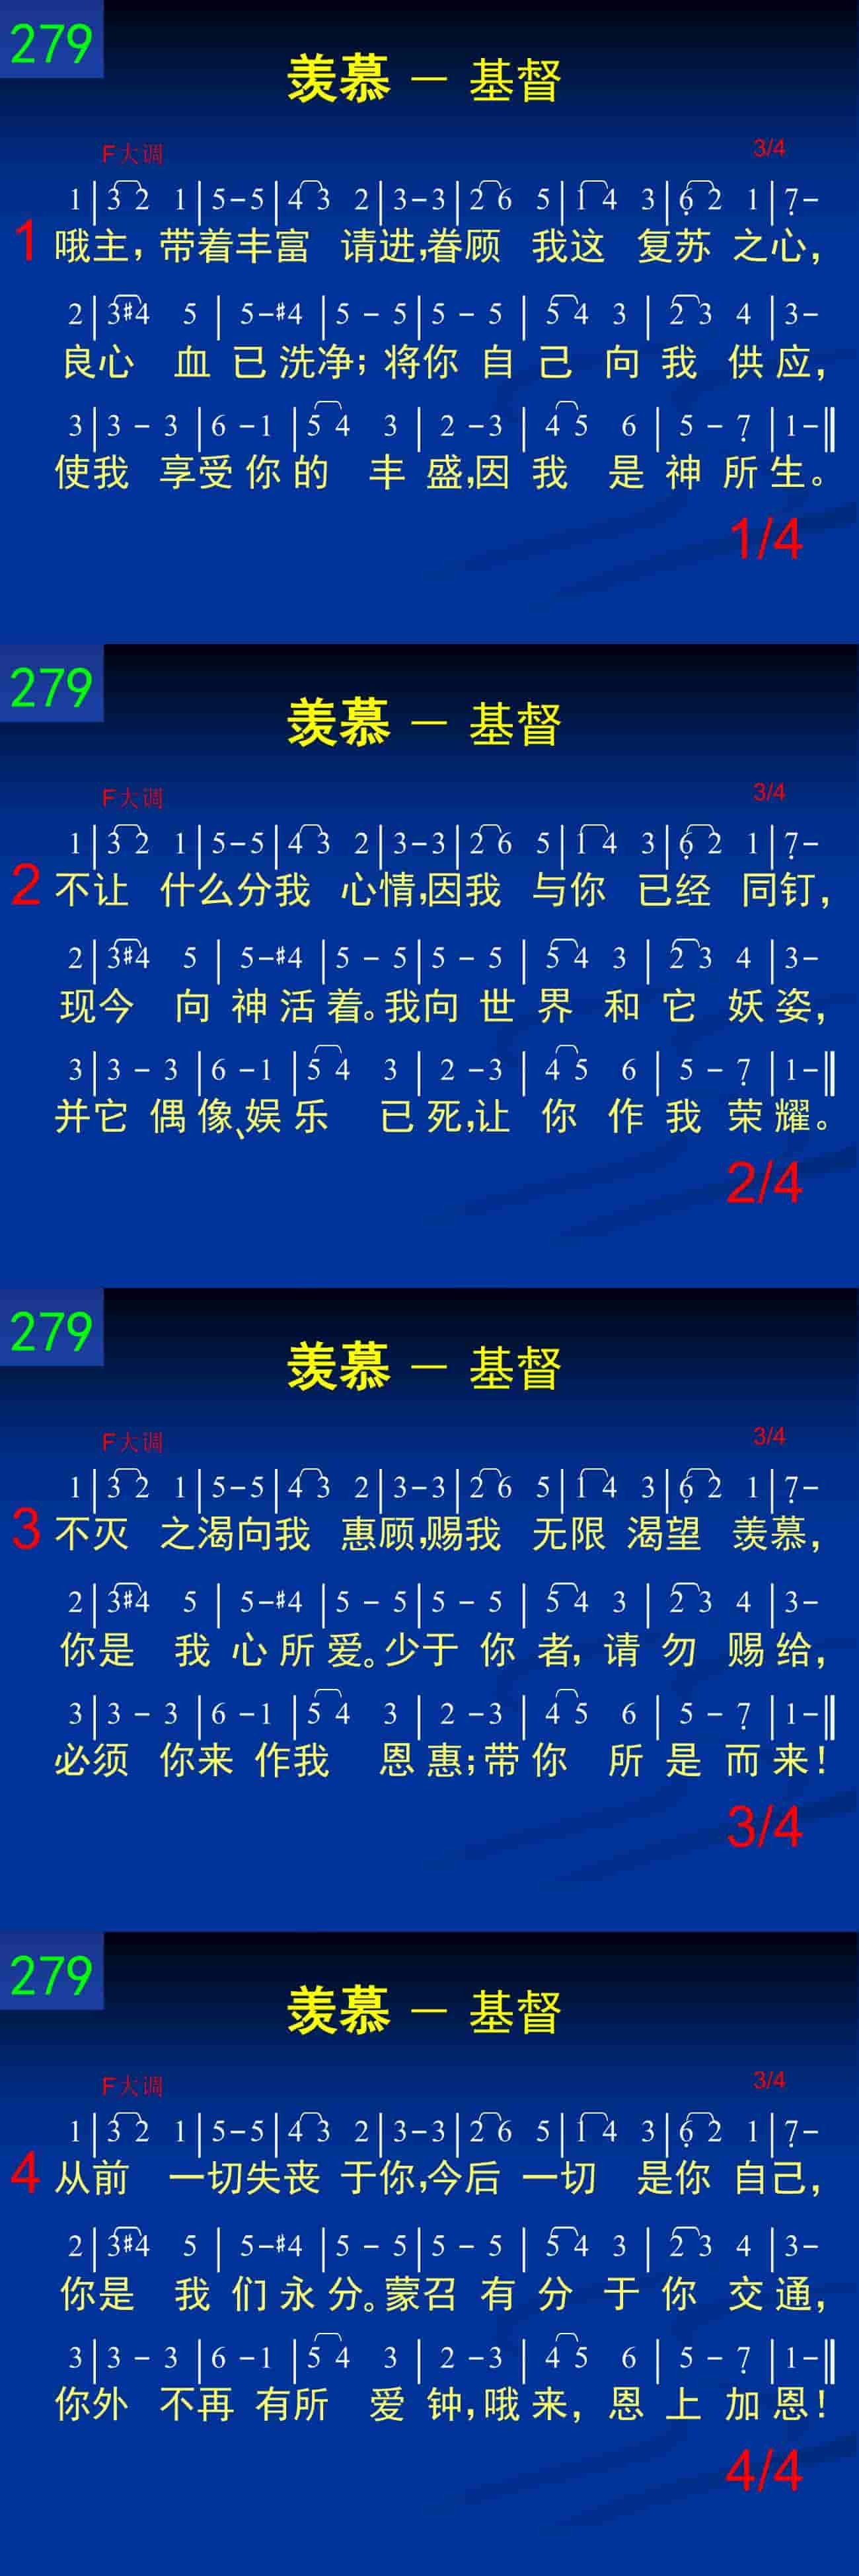 279
羡慕 — 基督
F大调 3/4
1|3 2 1|5-5|4 3 2|3-3|2 6 5|1 4 3|6̣ 2 1|7̣-
1 哦主，带着丰富 请进,眷顾 我这 复苏 之心，
2|3#4 5 | 5-#4 |5 - 5|5 - 5 | 5 4 3 | 2 3 4 |3-
良心 血 已 洗净；将你 自 己 向 我 供 应，
3|3 - 3 |6 -1 |5 4 3 | 2 -3 | 4 5 6 | 5 - 7̣ |1-‖
使我 享受 你 的 丰 盛,因 我 是 神 所 生。
1/4
279
羡慕 — 基督
F大调 3/4
1|3 2 1|5-5|4 3 2|3-3|2 6 5|1 4 3|6̣ 2 1|7̣-
2 不让 什么分我 心情,因我 与你 已经 同钉，
2|3#4 5 | 5-#4 |5 - 5|5 - 5 | 5 4 3 | 2 3 4 |3-
现今 向 神 活 着。我向 世 界 和 它 妖 姿，
3|3 - 3 |6 -1 |5 4 3 | 2 -3 | 4 5 6 | 5 - 7̣ |1-‖
并它 偶 像、娱 乐 已 死,让 你 作 我 荣 耀。
2/4
279
羡慕 — 基督
F大调 3/4
1|3 2 1|5-5|4 3 2|3-3|2 6 5|1 4 3|6̣ 2 1|7̣-
3 不灭 之渴向我 惠顾,赐我 无限 渴望 羡慕，
2|3#4 5 | 5-#4 |5 - 5|5 - 5 | 5 4 3 | 2 3 4 |3-
你是 我 心 所 爱。少于 你 者，请 勿 赐 给，
3|3 - 3 |6 -1 |5 4 3 | 2 -3 | 4 5 6 | 5 - 7̣ |1-‖
必须 你来 作我 恩 惠；带 你 所 是 而 来！
3/4
279
羡慕 — 基督
F大调 3/4
1|3 2 1|5-5|4 3 2|3-3|2 6 5|1 4 3|6̣ 2 1|7̣-
4 从前 一切失丧 于你,今后 一切 是你 自己，
2|3#4 5 | 5-#4 |5 - 5|5 - 5 | 5 4 3 | 2 3 4 |3-
你是 我 们 永 分。蒙召 有 分 于 你 交 通，
3|3 - 3 |6 -1 |5 4 3 | 2 -3 | 4 5 6 | 5 - 7̣ |1-‖
你外 不再 有所 爱 钟，哦 来，恩 上 加 恩！
4/4